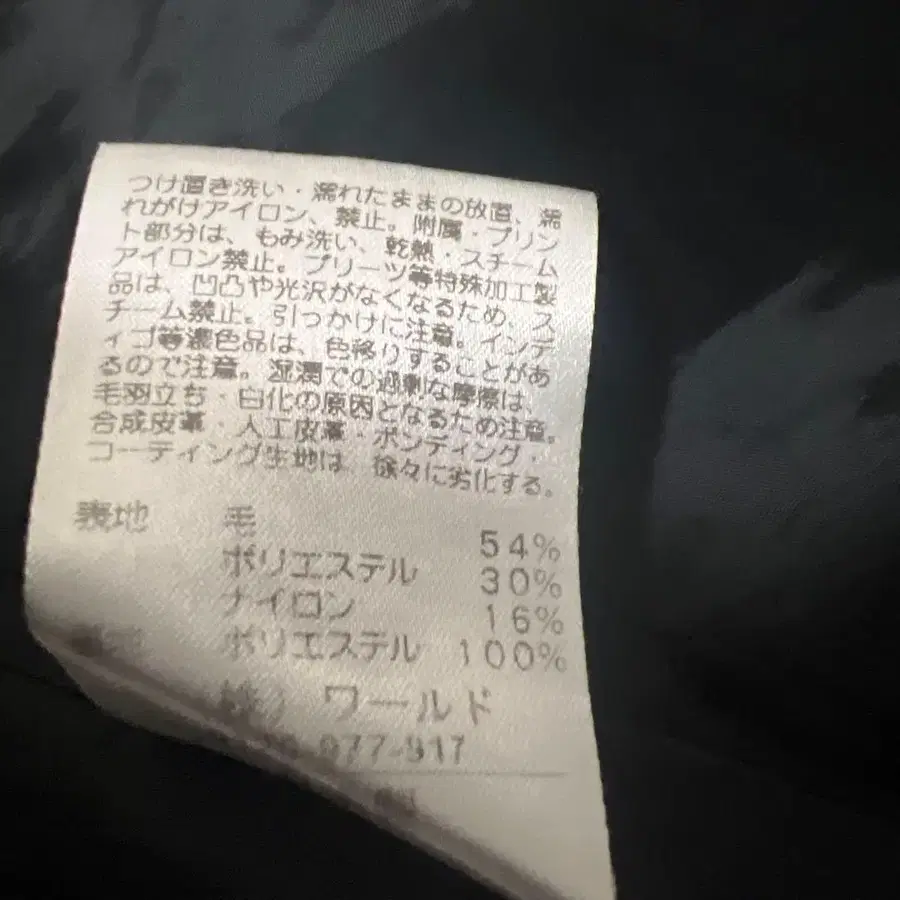 つけ置き洗い・濡れたままの放置、濡
れがけアイロン、禁止。附属・プリン
ト部分は、もみ洗い、乾熱・スチーム
アイロン禁止。プリーツ等特殊加工製
品は、凹凸や光沢がなくなるため、ス
チーム禁止。引っかけに注意。インデ
ィゴ等濃色品は、色移りすることがあ
るので注意。湿潤での過剰な摩擦は、
毛羽立ち・白化の原因となるため注意。
合成皮革・人工皮革・ボンディング・
コーティング生地は、徐々に劣化する。
表地 毛 54%
ポリエステル 30%
ナイロン 16%
ポリエステル 100%
ワールド
977-917